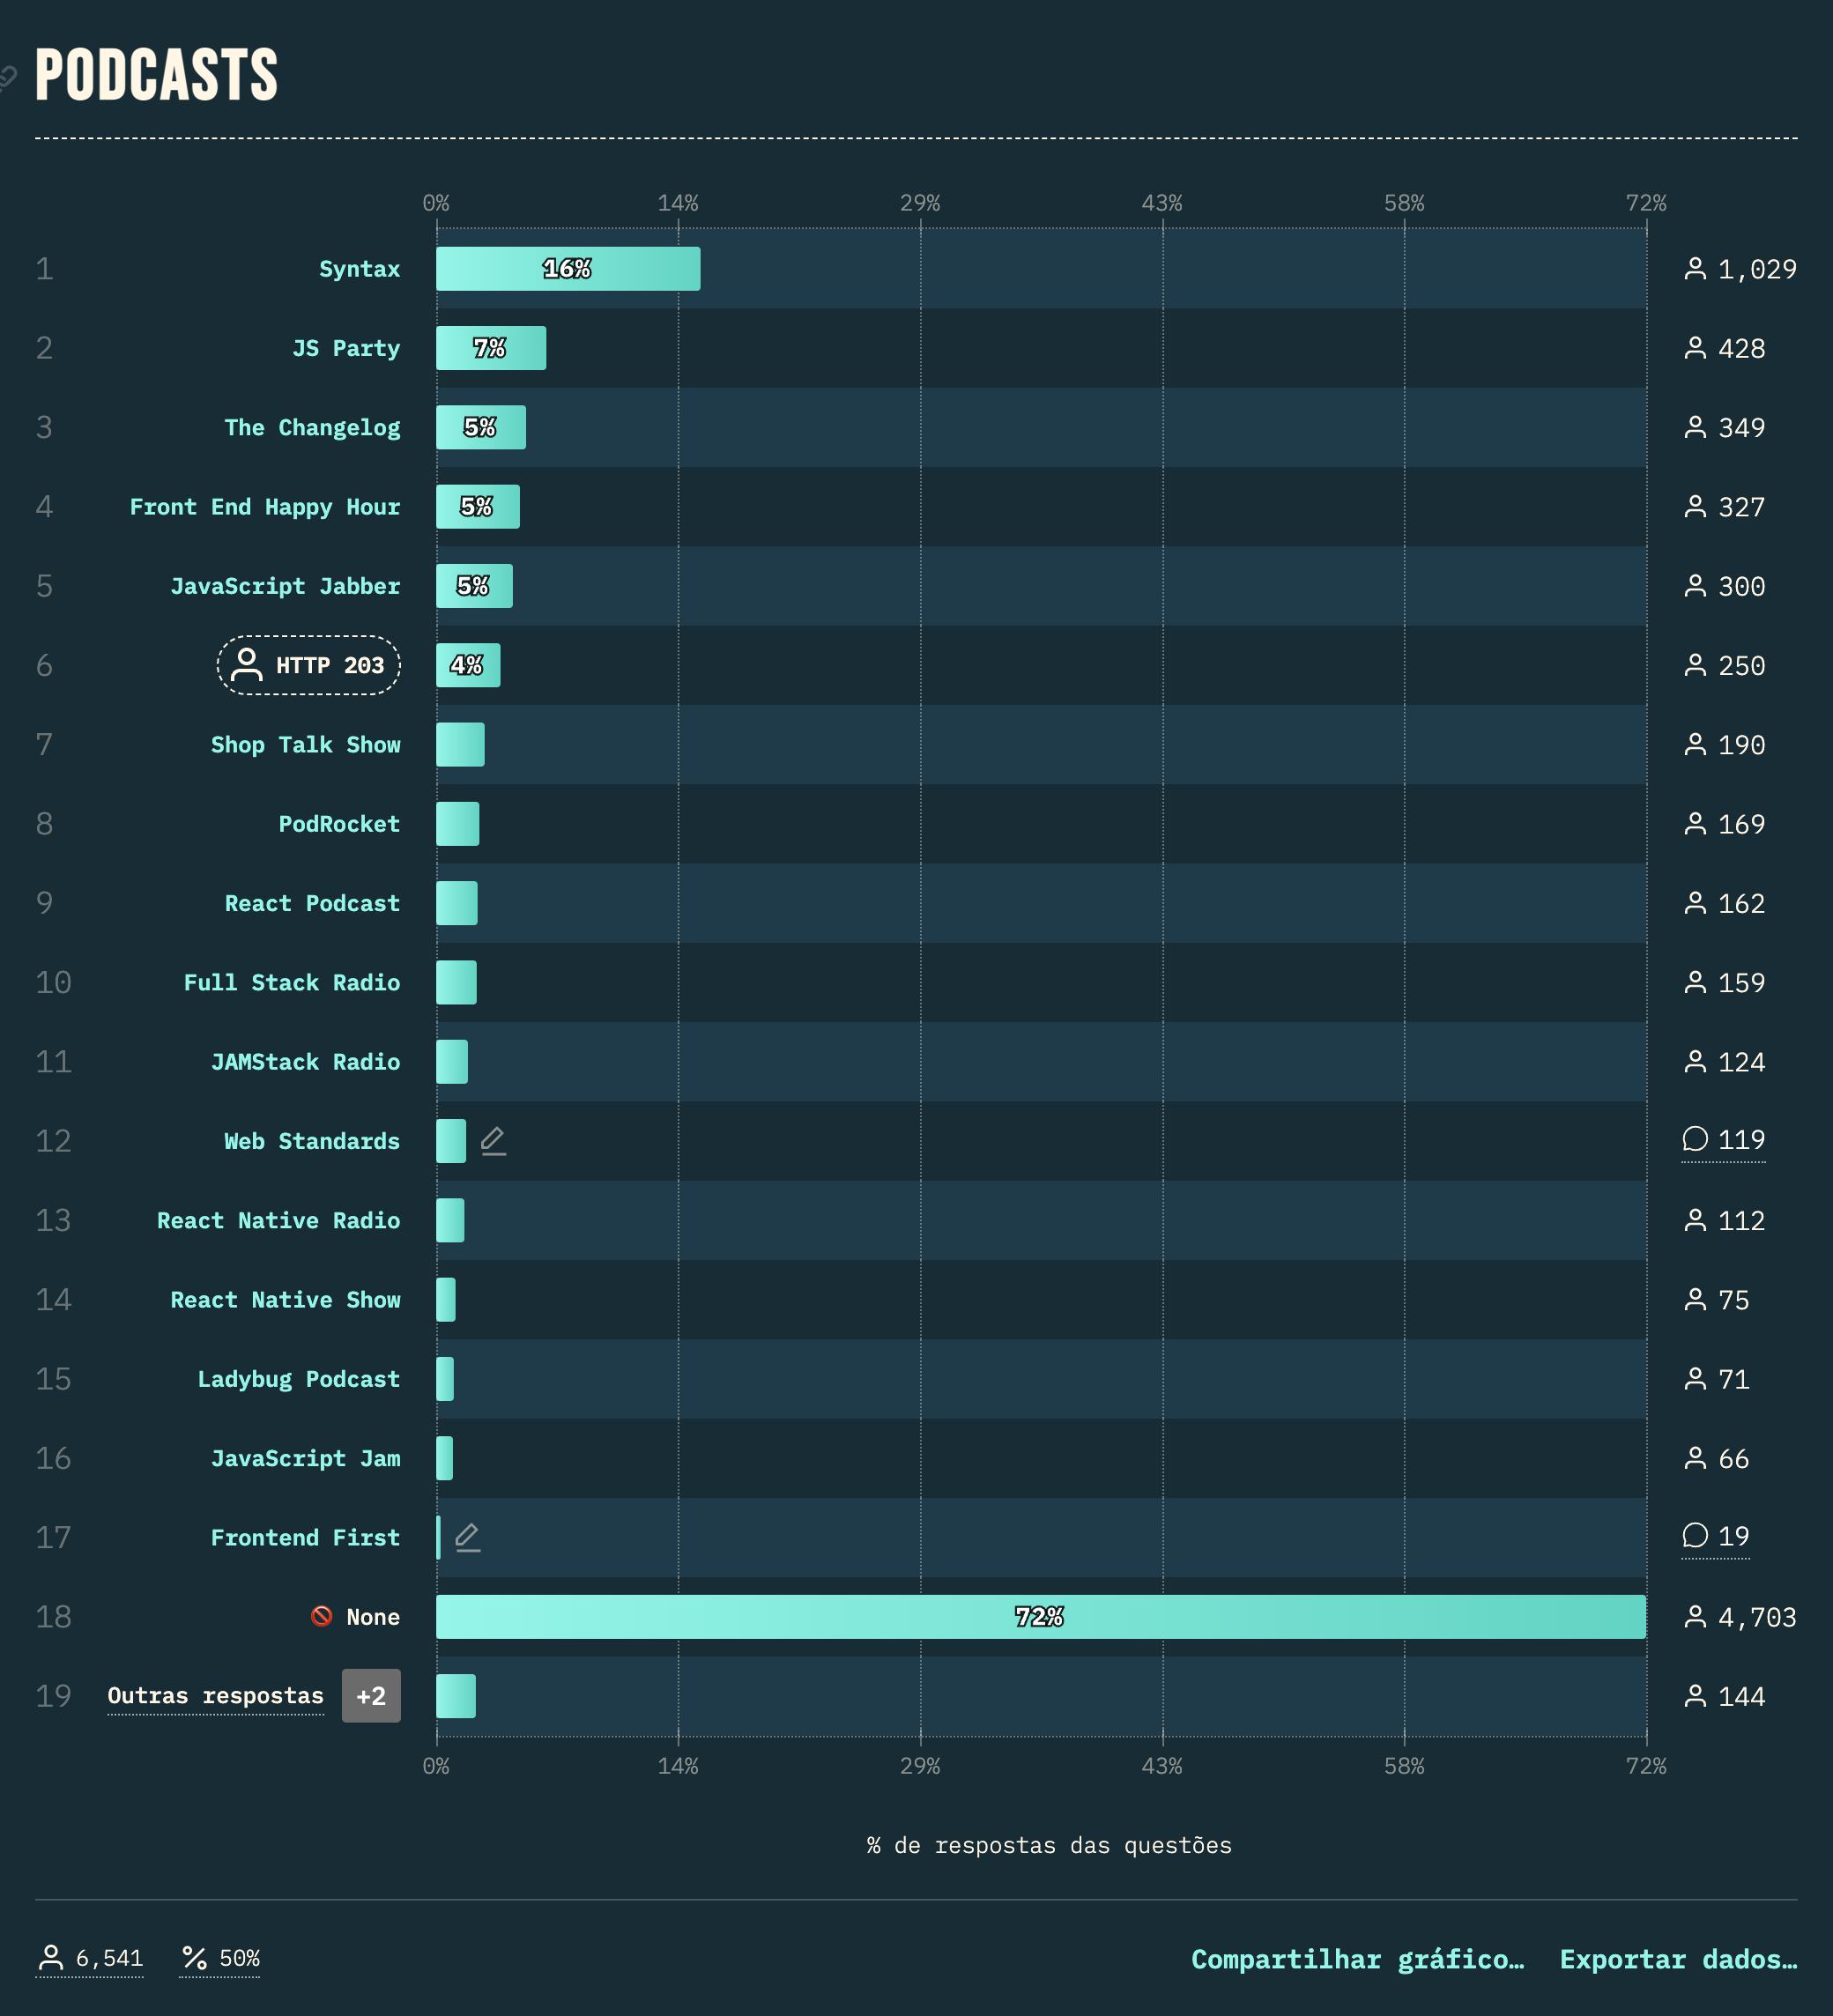 PODCASTS
0% 14% 29% 43% 58% 72%
1 Syntax 16% 1,029
2 JS Party 7% 428
3 The Changelog 5% 349
4 Front End Happy Hour 5% 327
5 JavaScript Jabber 5% 300
6 HTTP 203 4% 250
7 Shop Talk Show 190
8 PodRocket 169
9 React Podcast 162
10 Full Stack Radio 159
11 JAMStack Radio 124
12 Web Standards 119
13 React Native Radio 112
14 React Native Show 75
15 Ladybug Podcast 71
16 JavaScript Jam 66
17 Frontend First 19
18 None 72% 4,703
19 Outras respostas +2 144
0% 14% 29% 43% 58% 72%
% de respostas das questões
6,541 50% Compartilhar gráfico… Exportar dados…